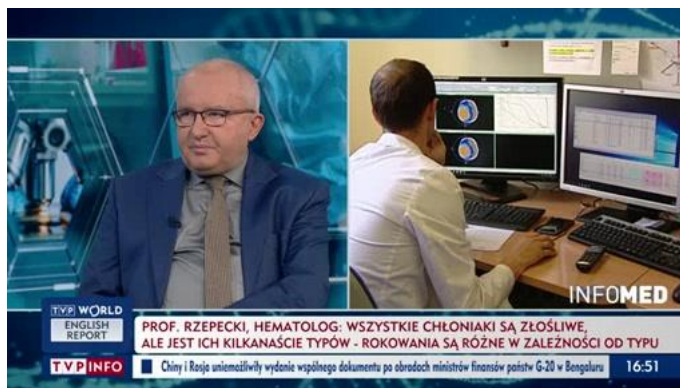 INFOMED
TVP WORLD
ENGLISH
REPORT
PROF. RZEPECKI, HEMATOLOG: WSZYSTKIE CHŁONIAKI SĄ ZŁOŚLIWE,
ALE JEST ICH KILKANAŚCIE TYPÓW - ROKOWANIA SĄ RÓŻNE W ZALEŻNOŚCI OD TYPU
TVP INFO
Chiny i Rosja uniemożliwiły wydanie wspólnego dokumentu po obradach ministrów finansów państw G-20 w Bengaluru
16:51